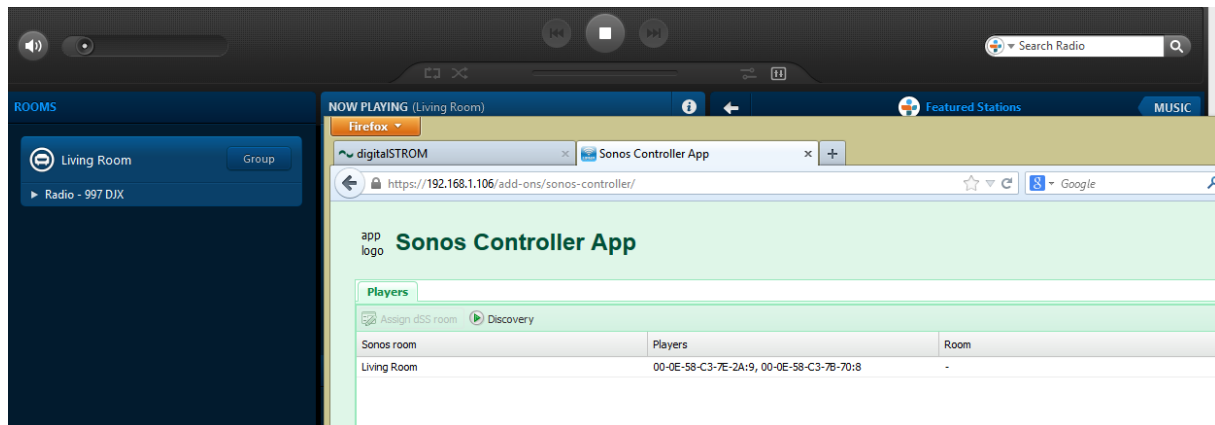 Search Radio
ROOMS
NOW PLAYING (Living Room)
Featured Stations
MUSIC
Living Room
Group
Radio - 997 DJX
Firefox
digitalSTROM
Sonos Controller App
https://192.168.1.106/add-ons/sonos-controller/
8
Google
app
logo
Sonos Controller App
Players
Assign dSS room
Discovery
Sonos room Players Room
Living Room 00-0E-58-C3-7E-2A:9, 00-0E-58-C3-7B-70:8 -